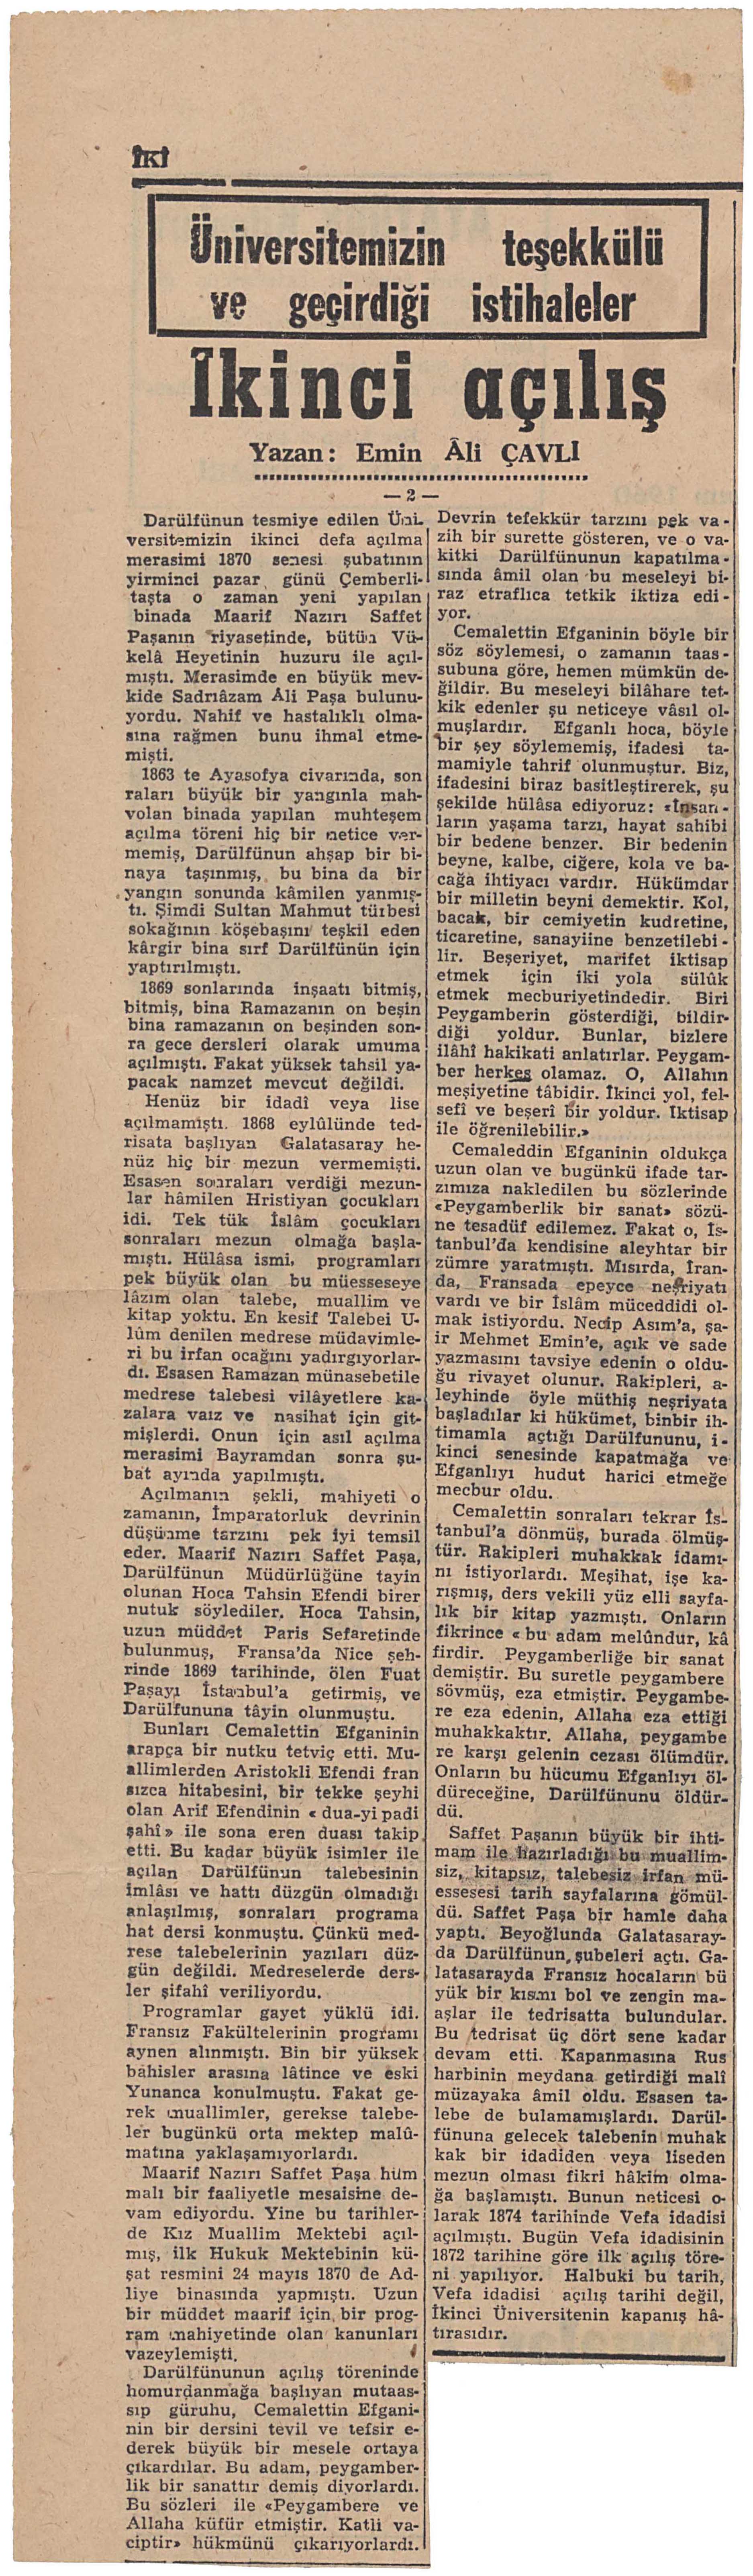 İKİ
Üniversitemizin teşekkülü
ve geçirdiği istihaleler
İkinci açılış
Yazan: Emin Âli ÇAVLI
— 2 —
Darülfünun tesmiye edilen Üni-
versitemizin ikinci defa açılma
merasimi 1870 senesi şubatının
yirminci pazar günü Çemberli-
taşta o zaman yeni yapılan
binada Maarif Nazırı Saffet
Paşanın riyasetinde, bütün Vü-
kelâ Heyetinin huzuru ile açıl-
mıştı. Merasimde en büyük mev-
kide Sadrıâzam Âli Paşa bulunu-
yordu. Nahif ve hastalıklı olma-
sına rağmen bunu ihmal etme-
mişti.
1863 te Ayasofya civarında, son
raları büyük bir yangınla mah-
volan binada yapılan muhteşem
açılma töreni hiç bir netice ver-
memiş, Darülfünun ahşap bir bi-
naya taşınmış, bu bina da bir
yangın sonunda kâmilen yanmış-
tı. Şimdi Sultan Mahmut türbesi
sokağının köşebaşını teşkil eden
kârgir bina sırf Darülfünün için
yaptırılmıştı.
1869 sonlarında inşaatı bitmiş,
bitmiş, bina Ramazanın on beşin
bina ramazanın on beşinden son-
ra gece dersleri olarak umuma
açılmıştı. Fakat yüksek tahsil ya-
pacak namzet mevcut değildi.
Henüz bir idadî veya lise
açılmamıştı. 1868 eylûlünde ted-
risata başlıyan Galatasaray he-
nüz hiç bir mezun vermemişti.
Esasen sonraları verdiği mezun-
lar hâmilen Hristiyan çocukları
idi. Tek tük İslâm çocukları
sonraları mezun olmağa başla-
mıştı. Hülâsa ismi, programları
pek büyük olan bu müesseseye
lâzım olan talebe, muallim ve
kitap yoktu. En kesif Talebei U-
lûm denilen medrese müdavimle-
ri bu irfan ocağını yadırgıyorlar-
dı. Esasen Ramazan münasebetile
medrese talebesi vilâyetlere ka-
zalara vaız ve nasihat için git-
mişlerdi. Onun için asıl açılma
merasimi Bayramdan sonra şu-
bat ayında yapılmıştı.
Açılmanın şekli, mahiyeti o
zamanın, İmparatorluk devrinin
düşünme tarzını pek iyi temsil
eder. Maarif Nazırı Saffet Paşa,
Darülfünun Müdürlüğüne tayin
olunan Hoca Tahsin Efendi birer
nutuk söylediler. Hoca Tahsin,
uzun müddet Paris Sefaretinde
bulunmuş, Fransa'da Nice şeh-
rinde 1869 tarihinde, ölen Fuat
Paşayı İstanbul'a getirmiş, ve
Darülfununa tâyin olunmuştu.
Bunları Cemalettin Efganinin
arapça bir nutku tetviç etti. Mu-
allimlerden Aristokli Efendi fran
sızca hitabesini, bir tekke şeyhi
olan Arif Efendinin « dua-yi padi
şahî » ile sona eren duası takip
etti. Bu kadar büyük isimler ile
açılan Darülfünun talebesinin
imlâsı ve hattı düzgün olmadığı
anlaşılmış, sonraları programa
hat dersi konmuştu. Çünkü med-
rese talebelerinin yazıları düz-
gün değildi. Medreselerde ders-
ler şifahî veriliyordu.
Programlar gayet yüklü idi.
Fransız Fakültelerinin programı
aynen alınmıştı. Bin bir yüksek
bahisler arasına lâtince ve eski
Yunanca konulmuştu. Fakat ge-
rek muallimler, gerekse talebe-
ler bugünkü orta mektep malû-
matına yaklaşamıyorlardı.
Maarif Nazırı Saffet Paşa hüm
malı bir faaliyetle mesaisine de-
vam ediyordu. Yine bu tarihler-
de Kız Muallim Mektebi açıl-
mış, ilk Hukuk Mektebinin kü-
şat resmini 24 mayıs 1870 de Ad-
liye binasında yapmıştı. Uzun
bir müddet maarif için, bir prog-
ram mahiyetinde olan kanunları
vazeylemişti.
Darülfünunun açılış töreninde
homurdanmağa başlıyan mutaas-
sıp güruhu, Cemalettin Efgani-
nin bir dersini tevil ve tefsir e-
derek büyük bir mesele ortaya
çıkardılar. Bu adam, peygamber-
lik bir sanattır demiş diyorlardı.
Bu sözleri ile «Peygambere ve
Allaha küfür etmiştir. Katli va-
ciptir» hükmünü çıkarıyorlardı.
Devrin tefekkür tarzını pek va-
zih bir surette gösteren, ve o va-
kitki Darülfünunun kapatılma-
sında âmil olan bu meseleyi bi-
raz etraflıca tetkik iktiza edi-
yor.
Cemalettin Efganinin böyle bir
söz söylemesi, o zamanın taas-
subuna göre, hemen mümkün de-
ğildir. Bu meseleyi bilâhare tet-
kik edenler şu neticeye vâsıl ol-
muşlardır. Efganlı hoca, böyle
bir şey söylememiş, ifadesi ta-
mamiyle tahrif olunmuştur. Biz,
ifadesini biraz basitleştirerek, şu
şekilde hülâsa ediyoruz: «İnsan-
ların yaşama tarzı, hayat sahibi
bir bedene benzer. Bir bedenin
beyne, kalbe, ciğere, kola ve ba-
cağa ihtiyacı vardır. Hükümdar
bir milletin beyni demektir. Kol,
bacak, bir cemiyetin kudretine,
ticaretine, sanayiine benzetilebi-
lir. Beşeriyet, marifet iktisap
etmek için iki yola sülûk
etmek mecburiyetindedir. Biri
Peygamberin gösterdiği, bildir-
diği yoldur. Bunlar, bizlere
ilâhî hakikati anlatırlar. Peygam-
ber herkes olamaz. O, Allahın
meşiyetine tâbidir. İkinci yol, fel-
sefî ve beşerî bir yoldur. Iktisap
ile öğrenilebilir.»
Cemaleddin Efganinin oldukça
uzun olan ve bugünkü ifade tar-
zımıza nakledilen bu sözlerinde
«Peygamberlik bir sanat» sözü-
ne tesadüf edilemez. Fakat o, İs-
tanbul'da kendisine aleyhtar bir
zümre yaratmıştı. Mısırda, İran-
da, Fransada epeyce neşriyatı
vardı ve bir İslâm müceddidi ol-
mak istiyordu. Necip Asım'a, şa-
ir Mehmet Emin'e, açık ve sade
yazmasını tavsiye edenin o oldu-
ğu rivayet olunur. Rakipleri, a-
leyhinde öyle müthiş neşriyata
başladılar ki hükümet, binbir ih-
timamla açtığı Darülfununu, i-
kinci senesinde kapatmağa ve
Efganlıyı hudut harici etmeğe
mecbur oldu.
Cemalettin sonraları tekrar İs-
tanbul'a dönmüş, burada ölmüş-
tür. Rakipleri muhakkak idamı-
nı istiyorlardı. Meşihat, işe ka-
rışmış, ders vekili yüz elli sayfa-
lık bir kitap yazmıştı. Onların
fikrince « bu adam melûndur, kâ
firdir. Peygamberliğe bir sanat
demiştir. Bu suretle peygambere
sövmüş, eza etmiştir. Peygambe-
re eza edenin, Allaha eza ettiği
muhakkaktır. Allaha, peygambe
re karşı gelenin cezası ölümdür.
Onların bu hücumu Efganlıyı öl-
düreceğine, Darülfünunu öldür-
dü.
Saffet Paşanın büyük bir ihti-
mam ile hazırladığı bu muallim-
siz, kitapsız, talebesiz irfan mü-
essesesi tarih sayfalarına gömül-
dü. Saffet Paşa bir hamle daha
yaptı. Beyoğlunda Galatasaray-
da Darülfünun şubeleri açtı. Ga-
latasarayda Fransız hocaların bü
yük bir kısmı bol ve zengin ma-
aşlar ile tedrisatta bulundular.
Bu tedrisat üç dört sene kadar
devam etti. Kapanmasına Rus
harbinin meydana getirdiği malî
müzayaka âmil oldu. Esasen ta-
lebe de bulamamışlardı. Darül-
fünuna gelecek talebenin muhak
kak bir idadiden veya liseden
mezun olması fikri hâkim olma-
ğa başlamıştı. Bunun neticesi o-
larak 1874 tarihinde Vefa idadisi
açılmıştı. Bugün Vefa idadisinin
1872 tarihine göre ilk açılış töre-
ni yapılıyor. Halbuki bu tarih,
Vefa idadisi açılış tarihi değil,
İkinci Üniversitenin kapanış hâ-
tırasıdır.